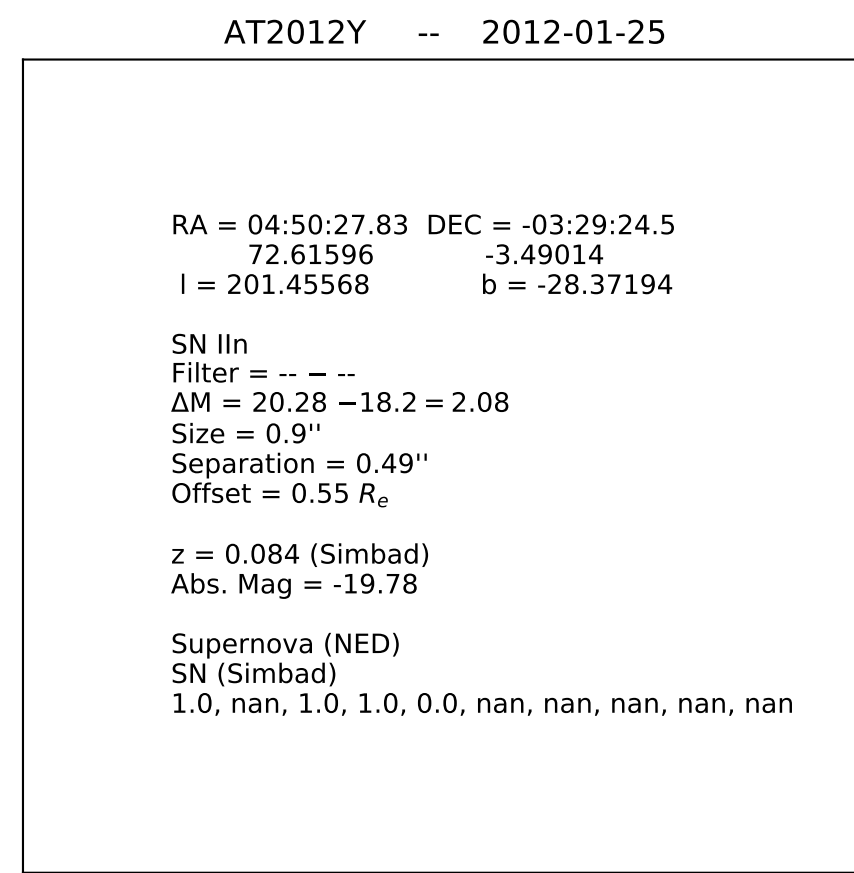 AT2012Y -- 2012-01-25
RA = 04:50:27.83 DEC = -03:29:24.5
72.61596 -3.49014
l = 201.45568 b = -28.37194
SN IIn
Filter = -- − --
ΔM = 20.28 −18.2 = 2.08
Size = 0.9''
Separation = 0.49''
Offset = 0.55 Rₑ
z = 0.084 (Simbad)
Abs. Mag = -19.78
Supernova (NED)
SN (Simbad)
1.0, nan, 1.0, 1.0, 0.0, nan, nan, nan, nan, nan